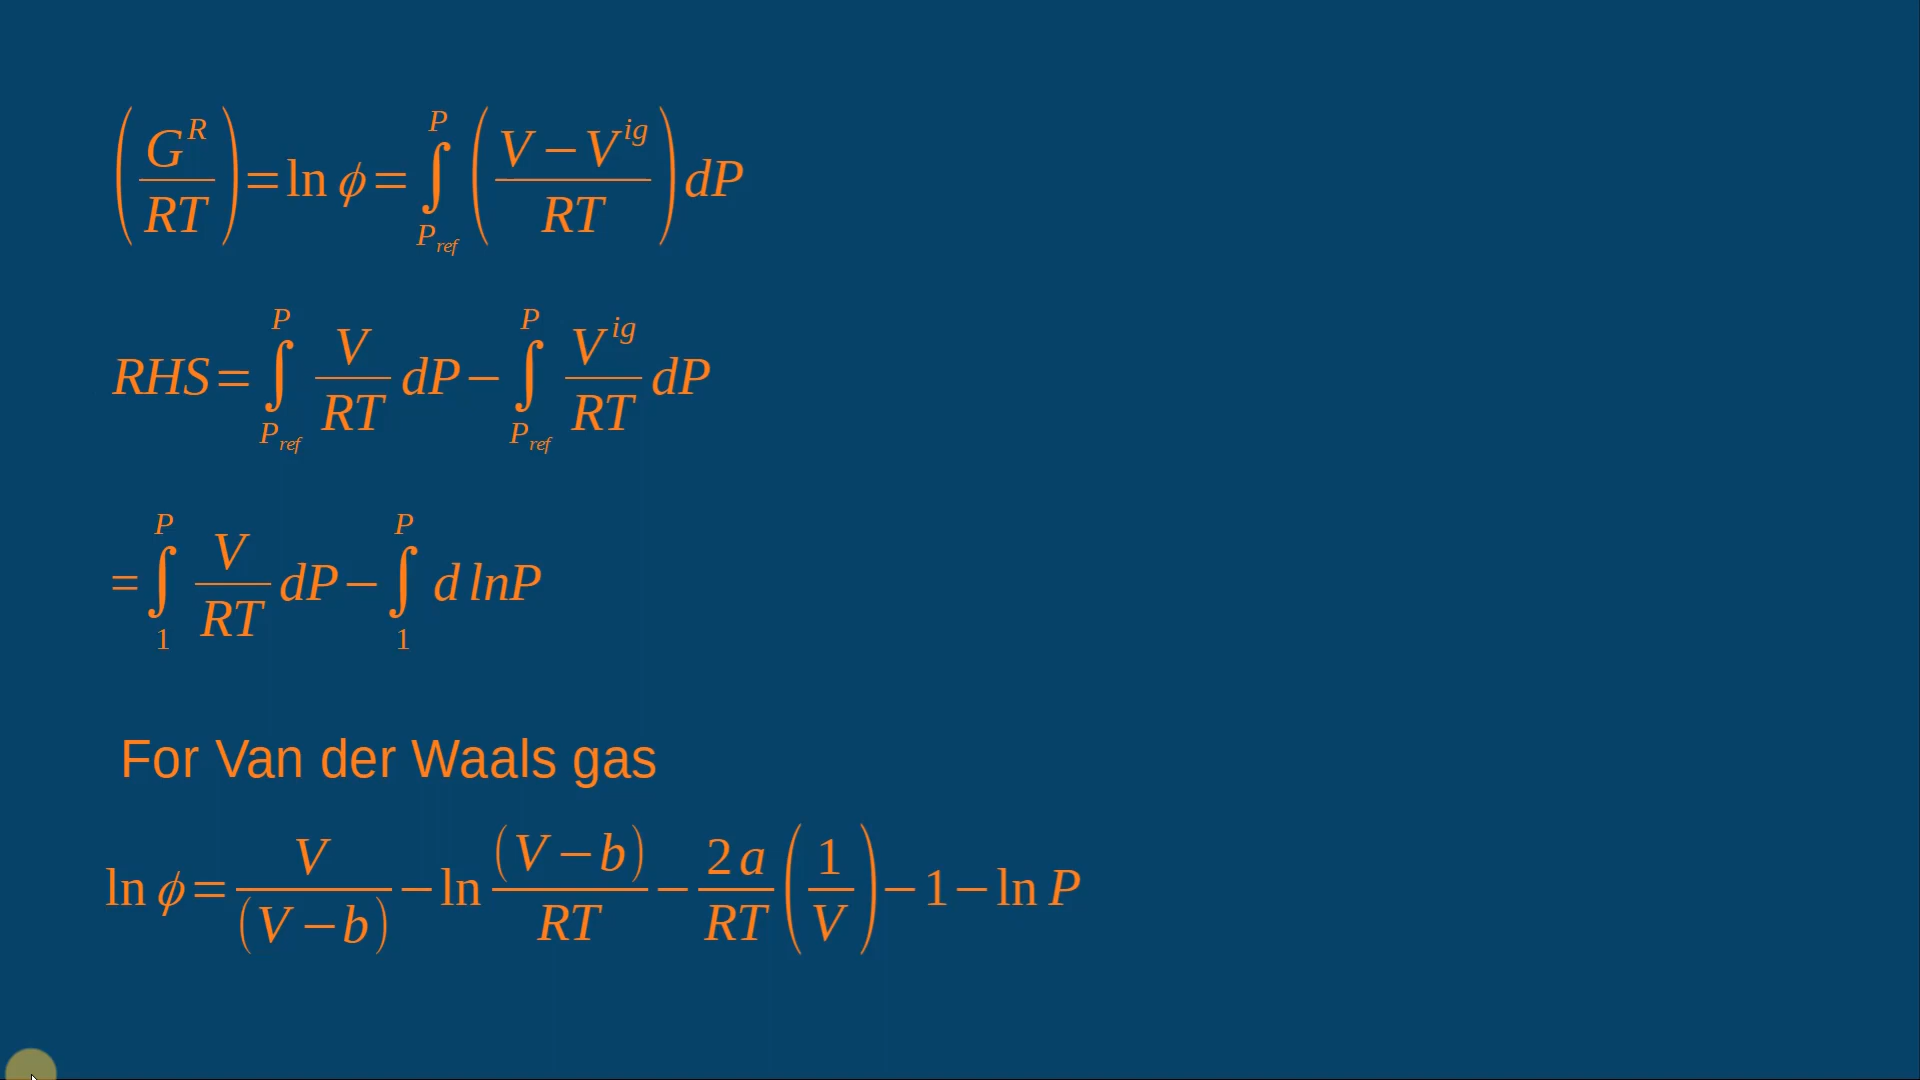 (G^R/RT) = ln ϕ = ∫_{P_ref}^{P} ((V − V^{ig})/RT) dP
RHS = ∫_{P_ref}^{P} V/RT dP − ∫_{P_ref}^{P} V^{ig}/RT dP
= ∫_{1}^{P} V/RT dP − ∫_{1}^{P} d lnP
For Van der Waals gas
ln ϕ = V/(V − b) − ln (V − b)/RT − 2a/RT (1/V) − 1 − ln P